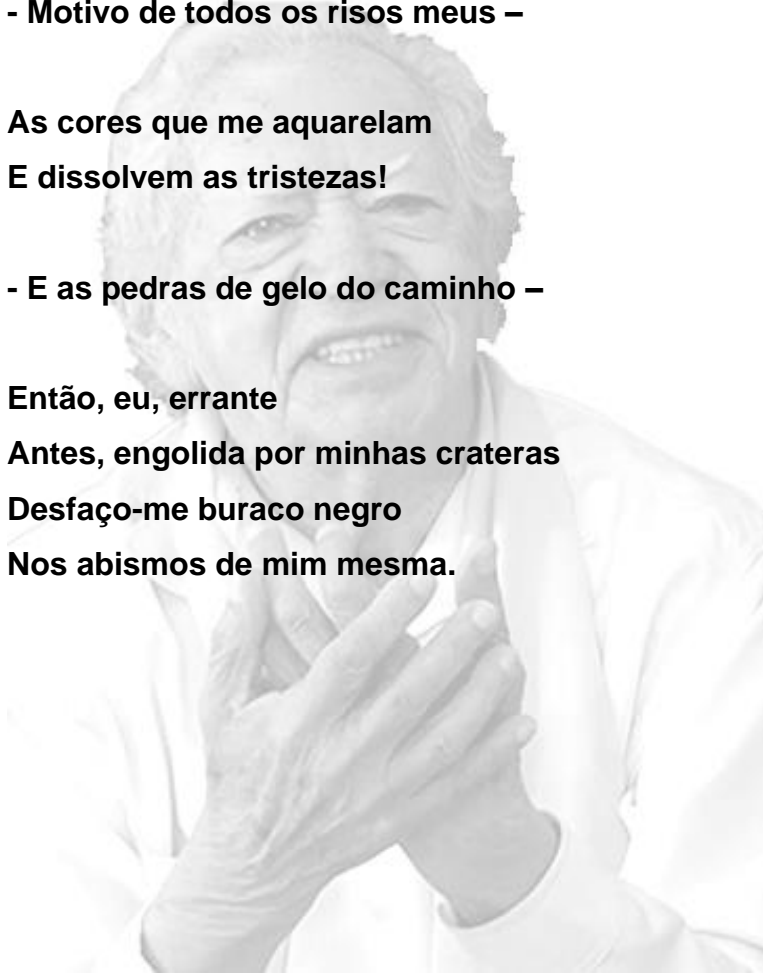 - Motivo de todos os risos meus –
As cores que me aquarelam
E dissolvem as tristezas!
- E as pedras de gelo do caminho –
Então, eu, errante
Antes, engolida por minhas crateras
Desfaço-me buraco negro
Nos abismos de mim mesma.